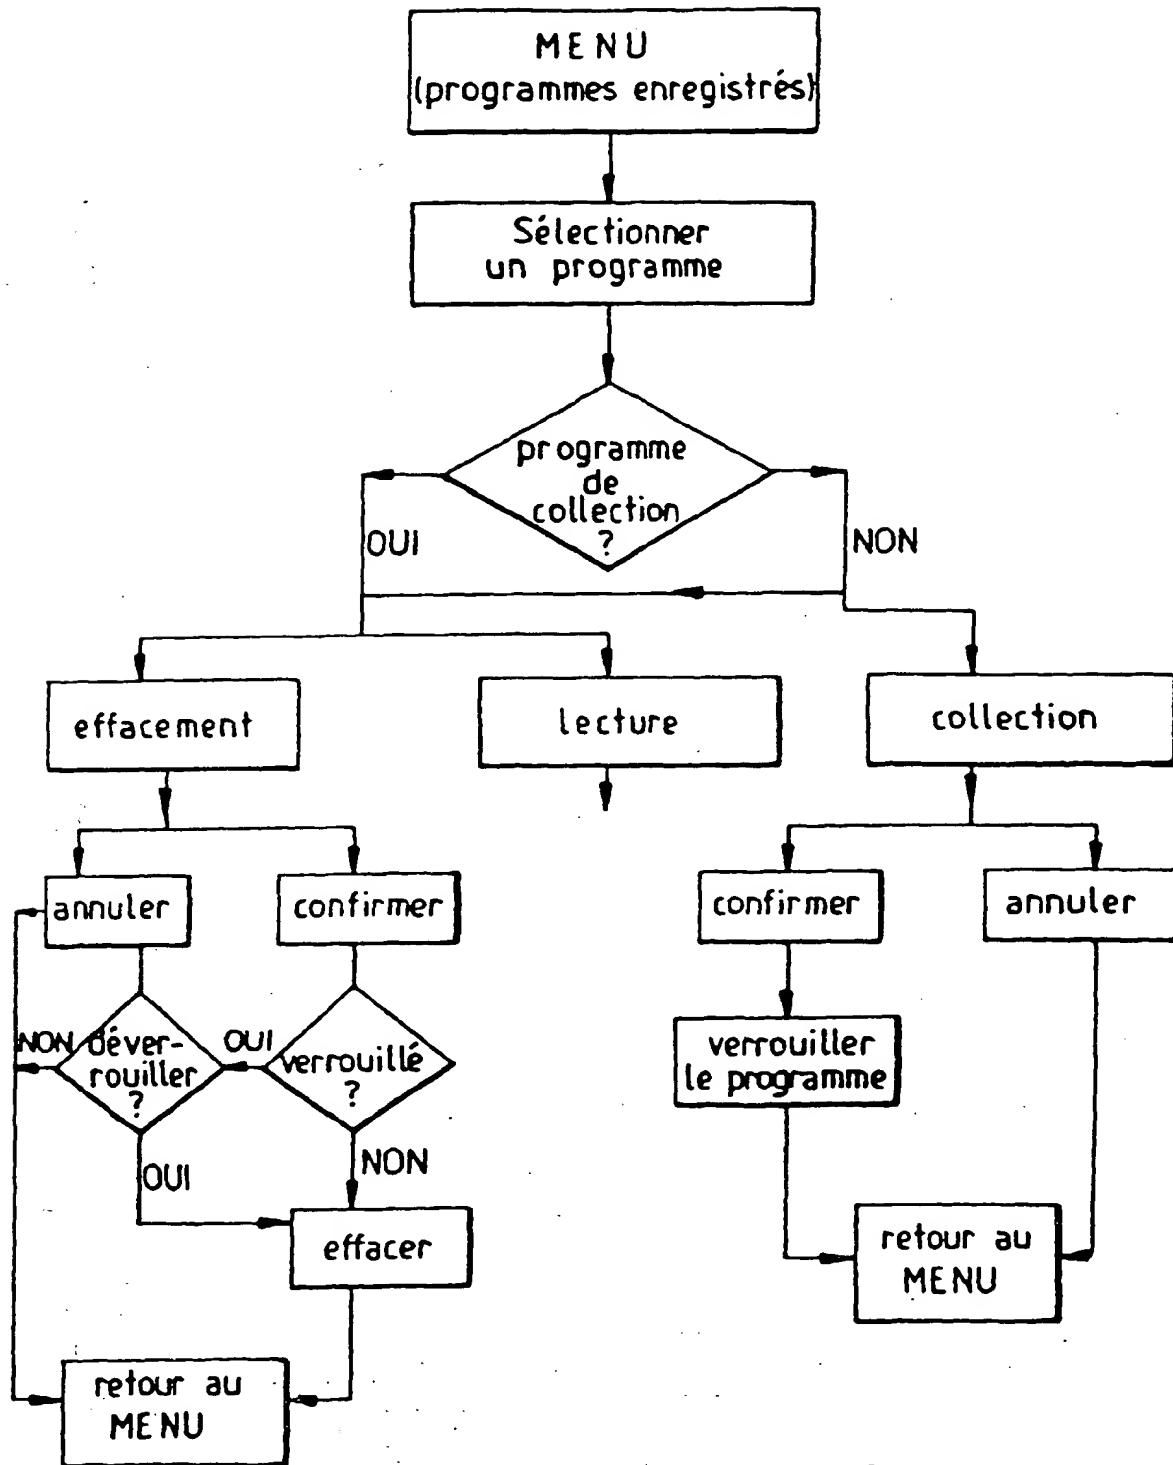 MENU
(programmes enregistrés)
Sélectionner
un programme
programme
de
collection
?
OUI
NON
effacement
lecture
collection
annuler
confirmer
confirmer
annuler
NON
déver-
rouiller
?
OUI
verrouillé
?
verrouiller
le programme
OUI
NON
effacer
retour au
MENU
retour au
MENU